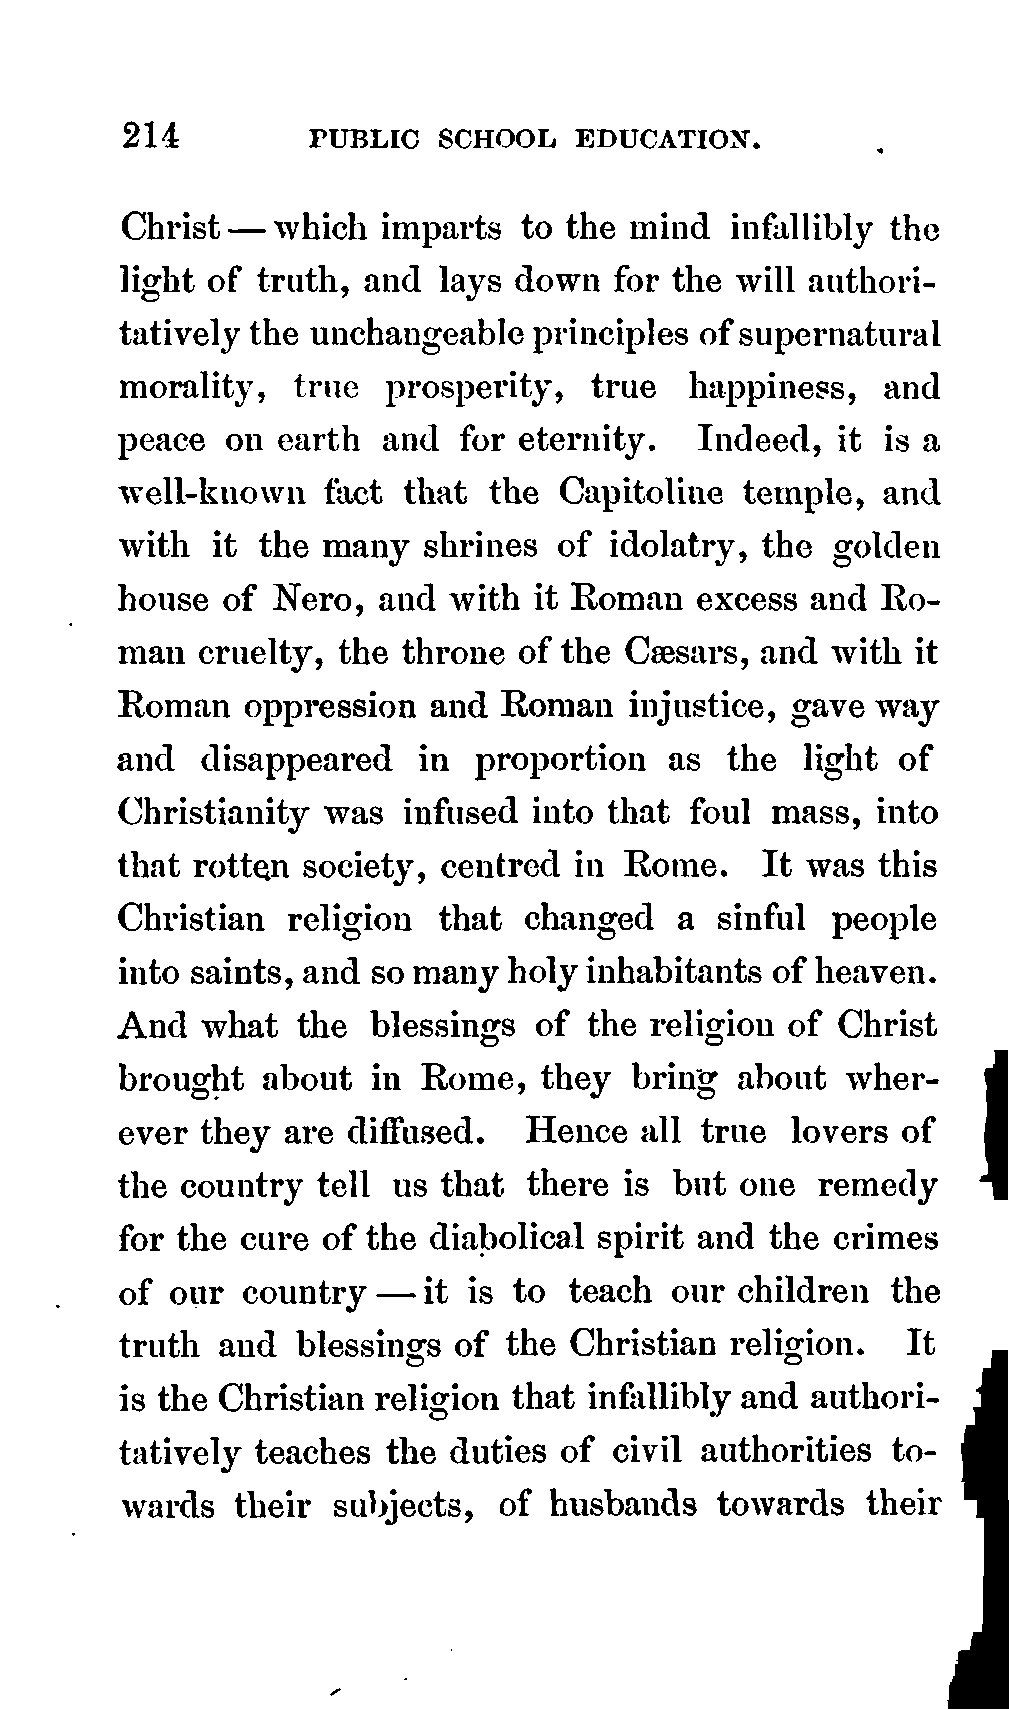 214 PUBLIC SCHOOL EDUCATION.
Christ — which imparts to the mind infallibly the
light of truth, and lays down for the will authori-
tatively the unchangeable principles of supernatural
morality, true prosperity, true happiness, and
peace on earth and for eternity. Indeed, it is a
well-known fact that the Capitoline temple, and
with it the many shrines of idolatry, the golden
house of Nero, and with it Roman excess and Ro-
man cruelty, the throne of the Cæsars, and with it
Roman oppression and Roman injustice, gave way
and disappeared in proportion as the light of
Christianity was infused into that foul mass, into
that rotten society, centred in Rome. It was this
Christian religion that changed a sinful people
into saints, and so many holy inhabitants of heaven.
And what the blessings of the religion of Christ
brought about in Rome, they bring about wher-
ever they are diffused. Hence all true lovers of
the country tell us that there is but one remedy
for the cure of the diabolical spirit and the crimes
of our country — it is to teach our children the
truth and blessings of the Christian religion. It
is the Christian religion that infallibly and authori-
tatively teaches the duties of civil authorities to-
wards their subjects, of husbands towards their